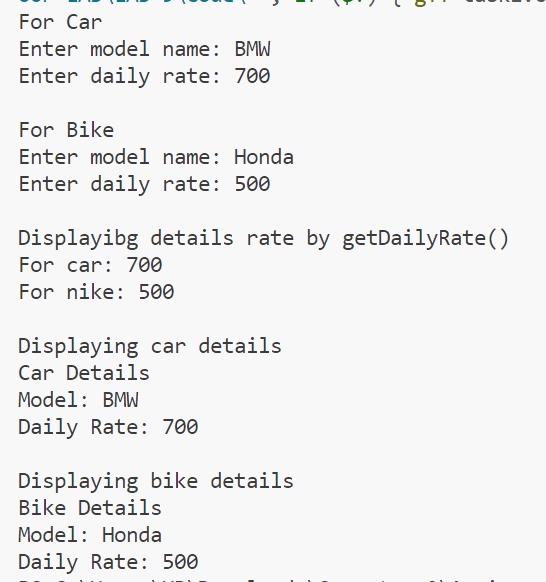 For Car
Enter model name: BMW
Enter daily rate: 700
For Bike
Enter model name: Honda
Enter daily rate: 500
Displayibg details rate by getDailyRate()
For car: 700
For nike: 500
Displaying car details
Car Details
Model: BMW
Daily Rate: 700
Displaying bike details
Bike Details
Model: Honda
Daily Rate: 500